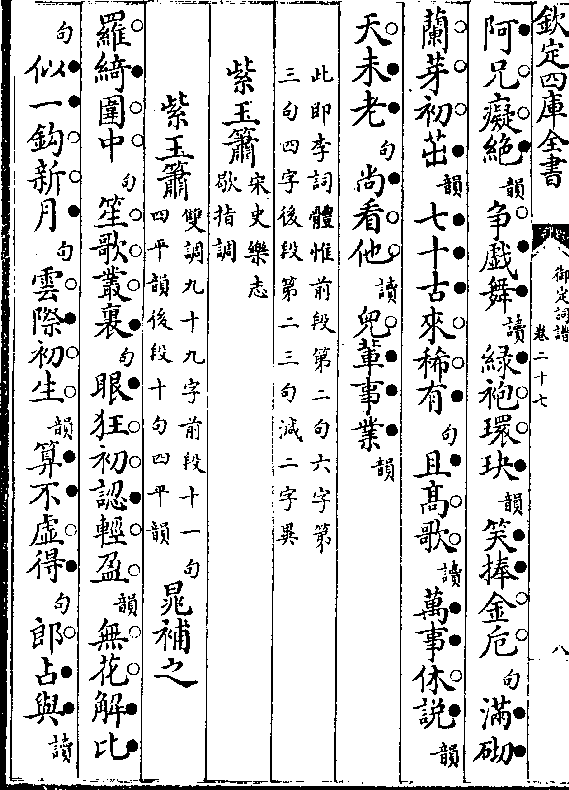 欽定四庫全書
御定詞譜
卷二十七
八
阿兄癡絶韻爭戲舞讀緑袍環玦韻笑捧金卮句滿砌
蘭芽初茁韻七十古來稀有句且髙歌讀萬事休説韻
天未老句尚看他讀兒輩事業韻
此即李詞體惟前段第二句六字第
三句四字後段第二三句減二字異
紫玉簫宋史樂志
歇指調
紫玉簫雙調九十九字前段十一句
四平韻後段十句四平韻晁補之
羅綺圍中句笙歌叢裏句眼狂初認輕盈韻無花解比
句似一鈎新月句雲際初生韻算不虛得句郎占與讀